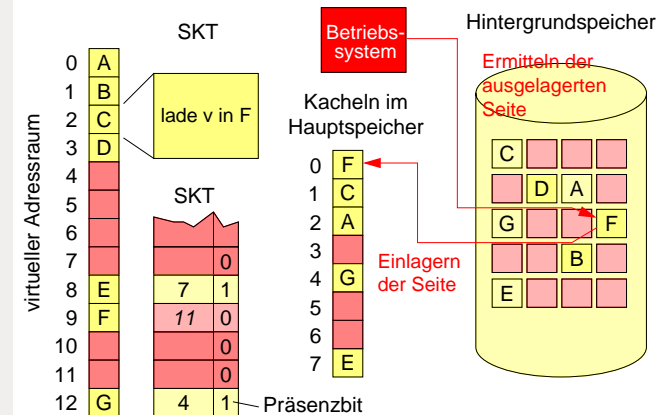 SKT
Betriebs-
system
Hintergrundspeicher
virtueller Adressraum
0 A
1 B
2 C
3 D
4
5
6
7
8 E
9 F
10
11
12 G
lade v in F
SKT
0
7 1
11 0
0
0
4 1
Präsenzbit
Kacheln im
Hauptspeicher
0 F
1 C
2 A
3
4 G
5
6
7 E
Einlagern
der Seite
Ermitteln der
ausgelagerten
Seite
C
D A
G F
B
E